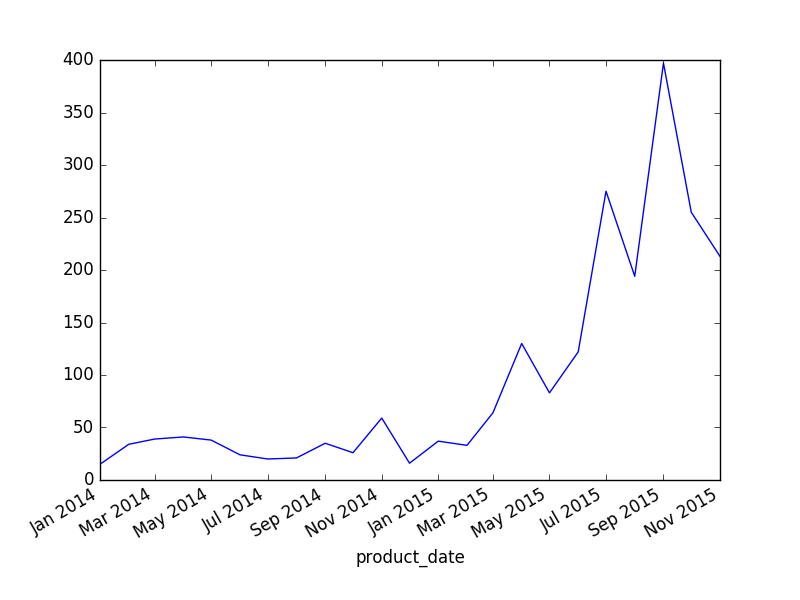 400
350
300
250
200
150
100
50
0
Jan 2014
Mar 2014
May 2014
Jul 2014
Sep 2014
Nov 2014
Jan 2015
Mar 2015
May 2015
Jul 2015
Sep 2015
Nov 2015
product_date